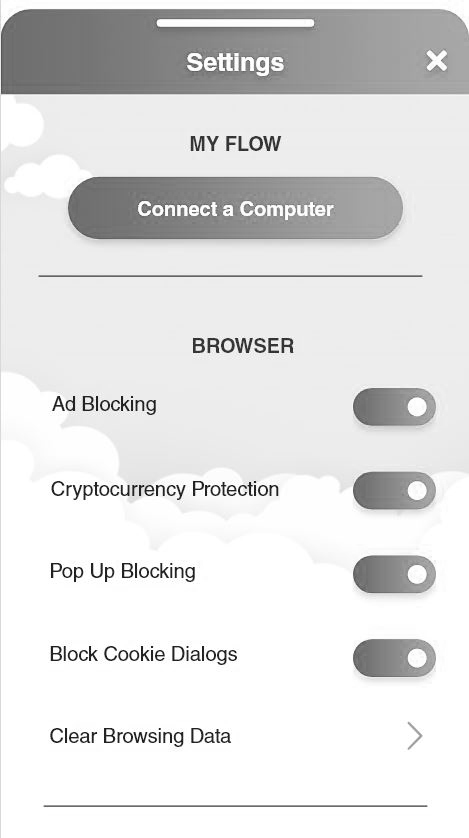 Settings
MY FLOW
Connect a Computer
BROWSER
Ad Blocking
Cryptocurrency Protection
Pop Up Blocking
Block Cookie Dialogs
Clear Browsing Data